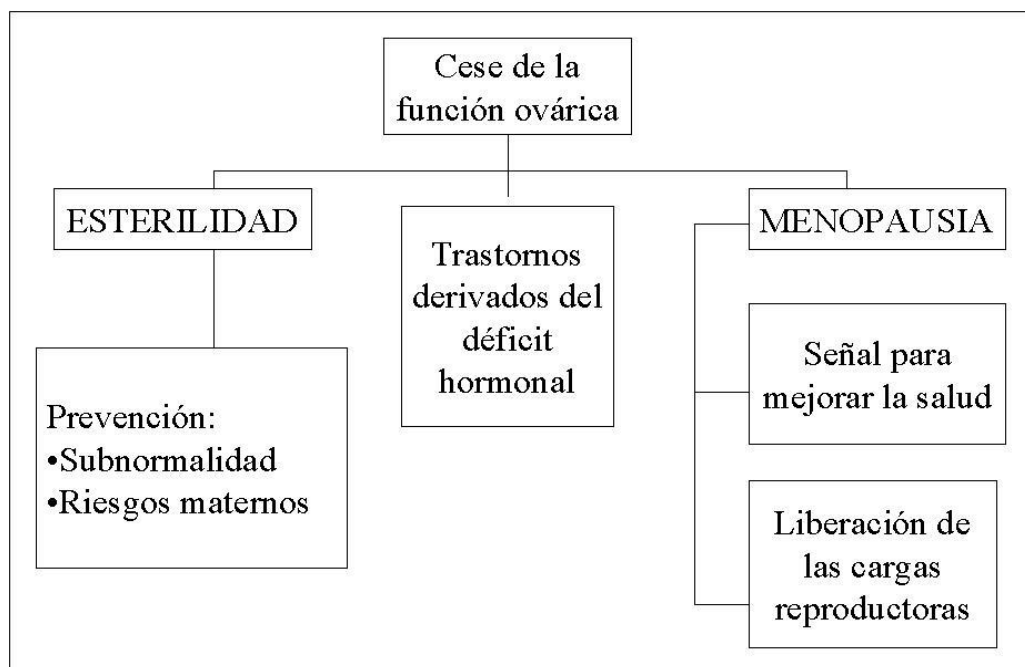 Cese de la
función ovárica
ESTERILIDAD
Prevención:
•Subnormalidad
•Riesgos maternos
Trastornos
derivados del
déficit
hormonal
MENOPAUSIA
Señal para
mejorar la salud
Liberación de
las cargas
reproductoras